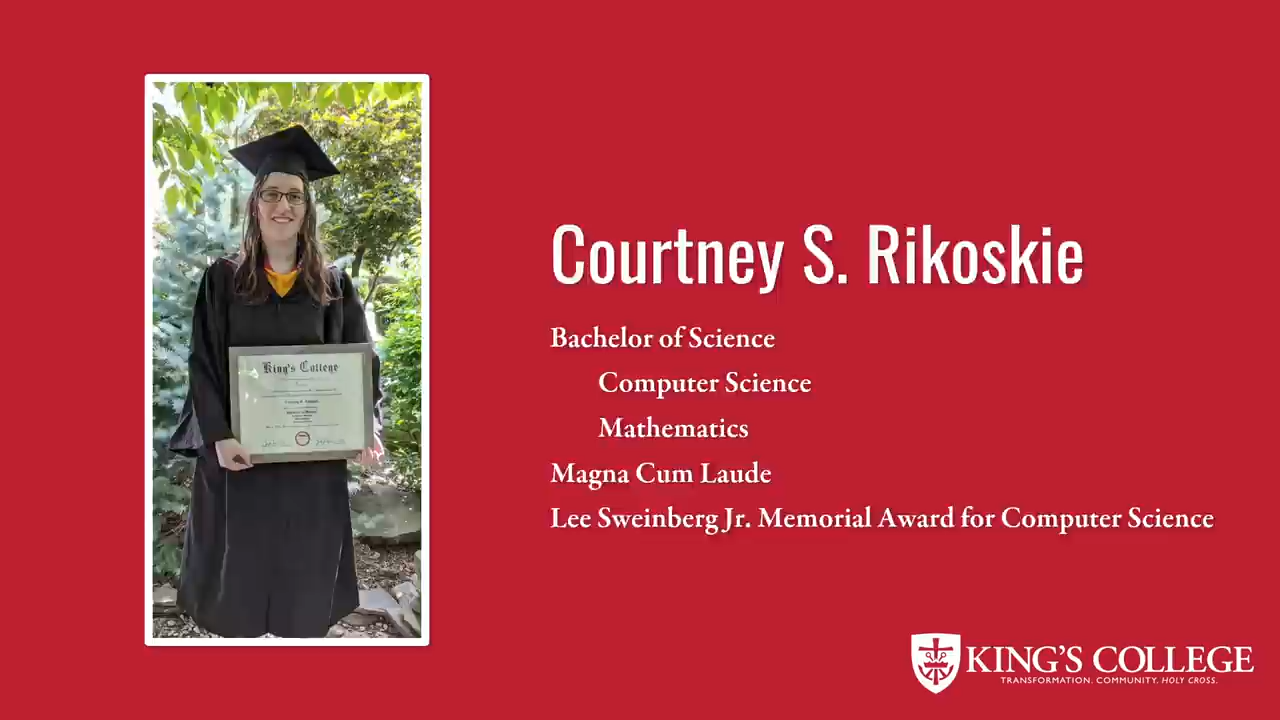 King's College
Courtney S. Rikoskie
Bachelor of Science
Computer Science
Mathematics
Magna Cum Laude
Lee Sweinberg Jr. Memorial Award for Computer Science
KING'S COLLEGE
TRANSFORMATION. COMMUNITY. HOLY CROSS.